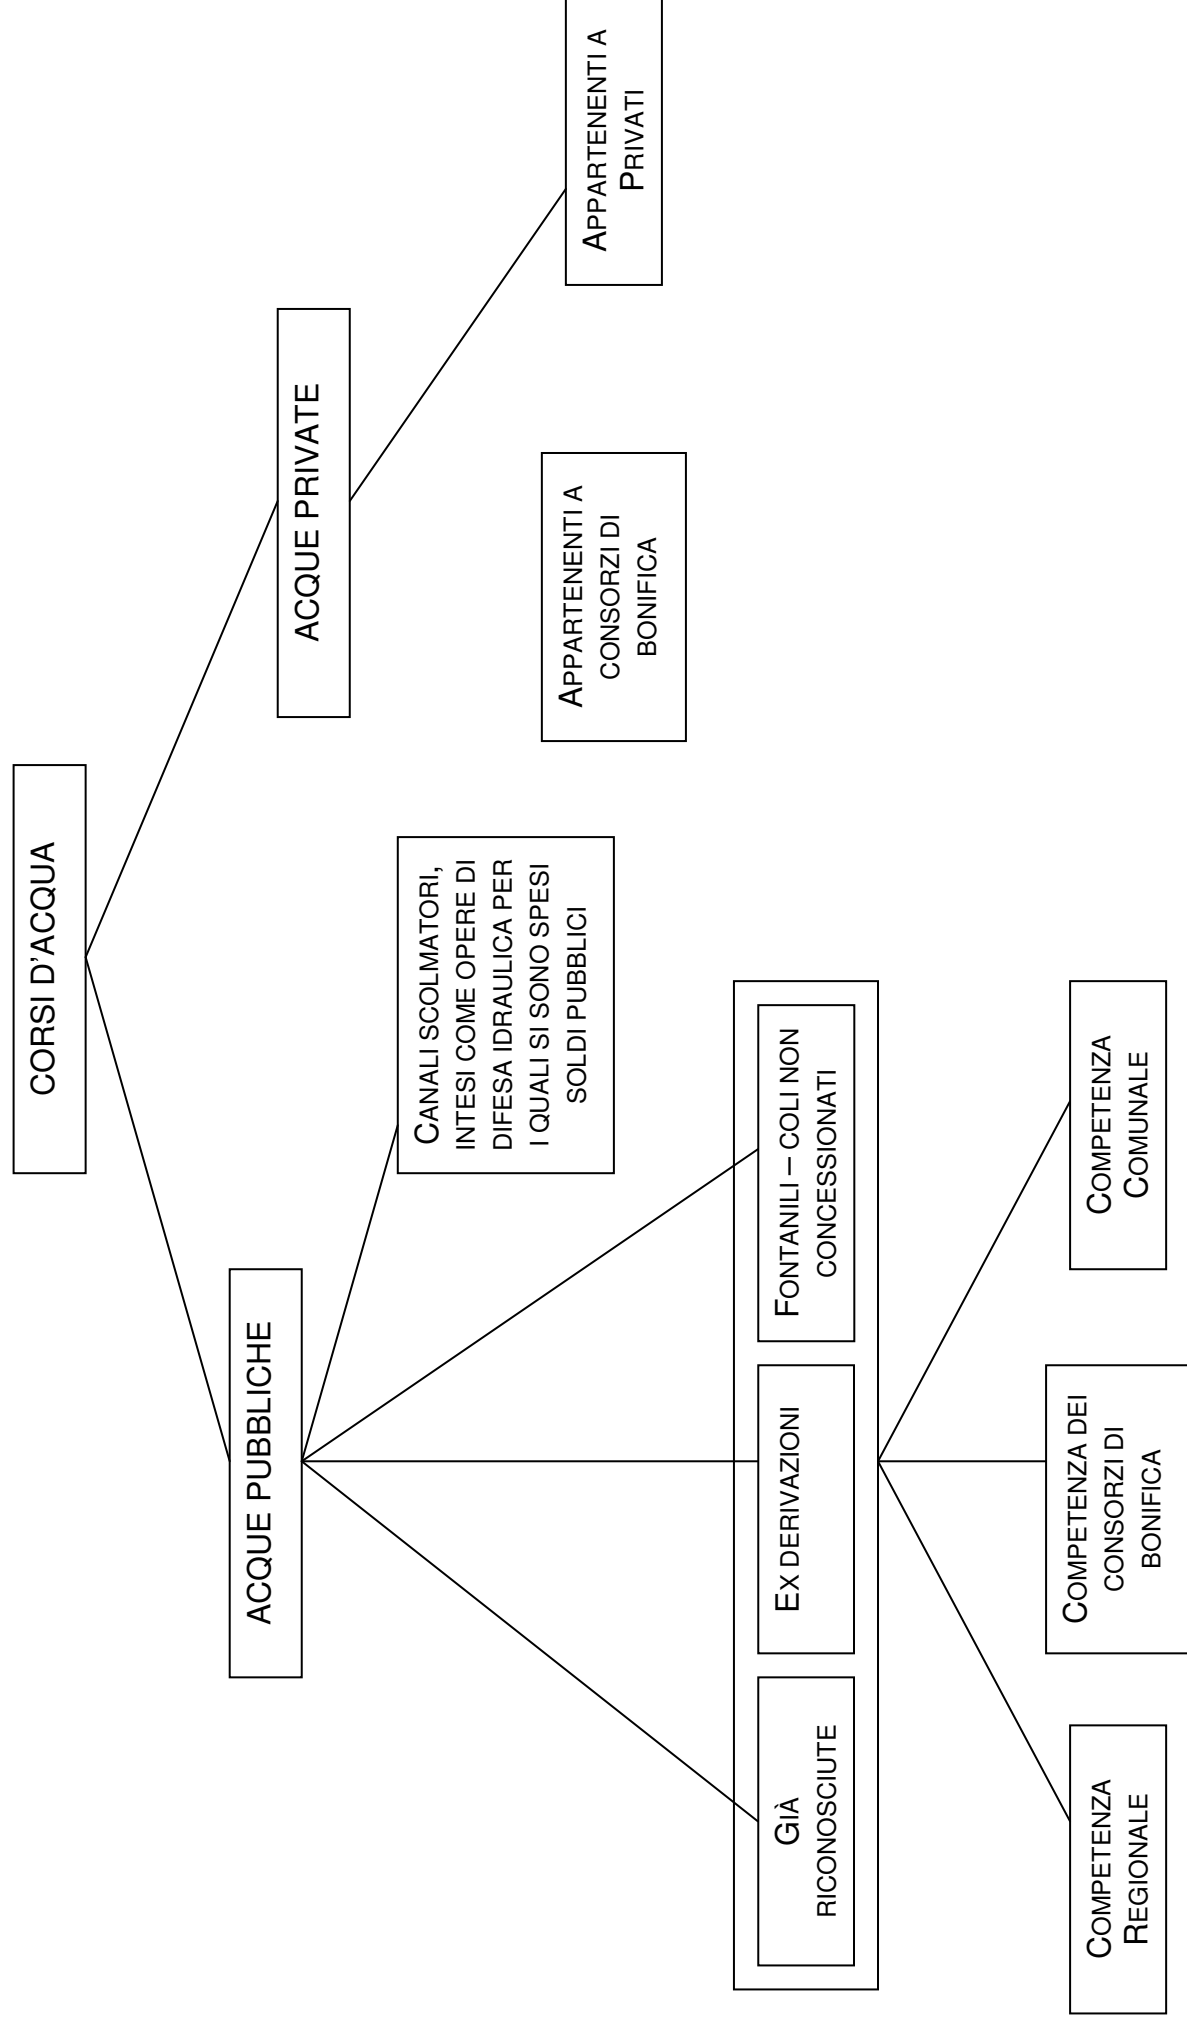 CORSI D'ACQUA
ACQUE PUBBLICHE
ACQUE PRIVATE
CANALI SCOLMATORI,
INTESI COME OPERE DI
DIFESA IDRAULICA PER
I QUALI SI SONO SPESI
SOLDI PUBBLICI
APPARTENENTI A
CONSORZI DI
BONIFICA
APPARTENENTI A
PRIVATI
GIÀ
RICONOSCIUTE
EX DERIVAZIONI
FONTANILI – COLI NON
CONCESSIONATI
COMPETENZA
REGIONALE
COMPETENZA DEI
CONSORZI DI
BONIFICA
COMPETENZA
COMUNALE